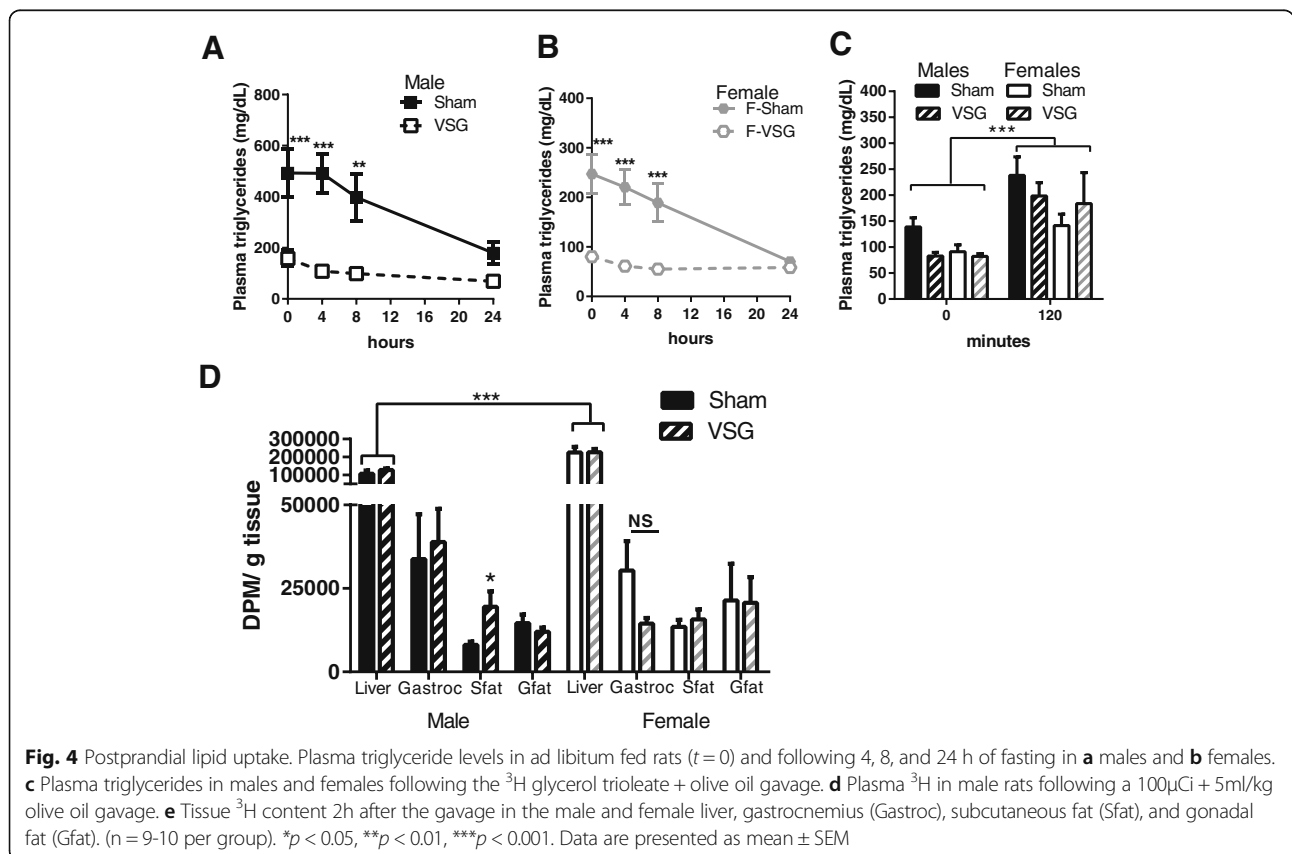 A
Male
Sham
VSG
Plasma triglycerides (mg/dL)
800
600
400
200
0
***
***
**
0 4 8 12 16 20 24
hours
B
Female
F-Sham
F-VSG
Plasma triglycerides (mg/dL)
400
300
200
100
0
***
***
***
0 4 8 12 16 20 24
hours
C
Males Females
Sham Sham
VSG VSG
Plasma triglycerides (mg/dL)
400
350
300
250
200
150
100
50
0
***
0 120
minutes
D
Sham
VSG
DPM/ g tissue
300000
200000
100000
50000
25000
0
***
*
NS
Liver Gastroc Sfat Gfat Liver Gastroc Sfat Gfat
Male Female
Fig. 4 Postprandial lipid uptake. Plasma triglyceride levels in ad libitum fed rats (t = 0) and following 4, 8, and 24 h of fasting in a males and b females.
c Plasma triglycerides in males and females following the ³H glycerol trioleate + olive oil gavage. d Plasma ³H in male rats following a 100μCi + 5ml/kg
olive oil gavage. e Tissue ³H content 2h after the gavage in the male and female liver, gastrocnemius (Gastroc), subcutaneous fat (Sfat), and gonadal
fat (Gfat). (n = 9-10 per group). *p < 0.05, **p < 0.01, ***p < 0.001. Data are presented as mean ± SEM